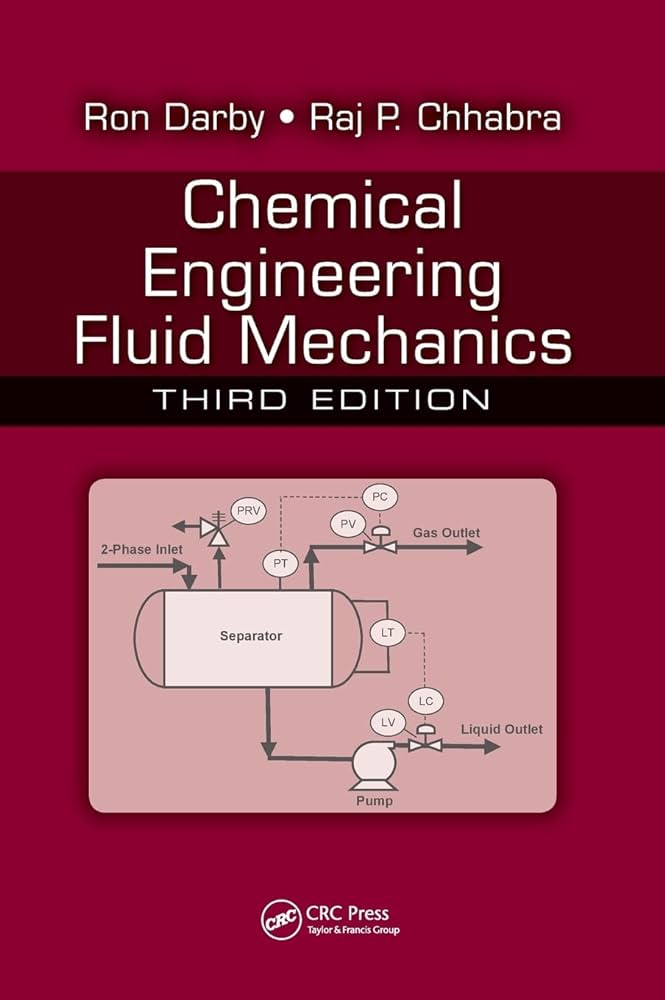 Ron Darby • Raj P. Chhabra
Chemical
Engineering
Fluid Mechanics
THIRD EDITION
PC
PRV
PV
Gas Outlet
2-Phase Inlet
PT
Separator
LT
LC
LV
Liquid Outlet
Pump
CRC
CRC Press
Taylor & Francis Group